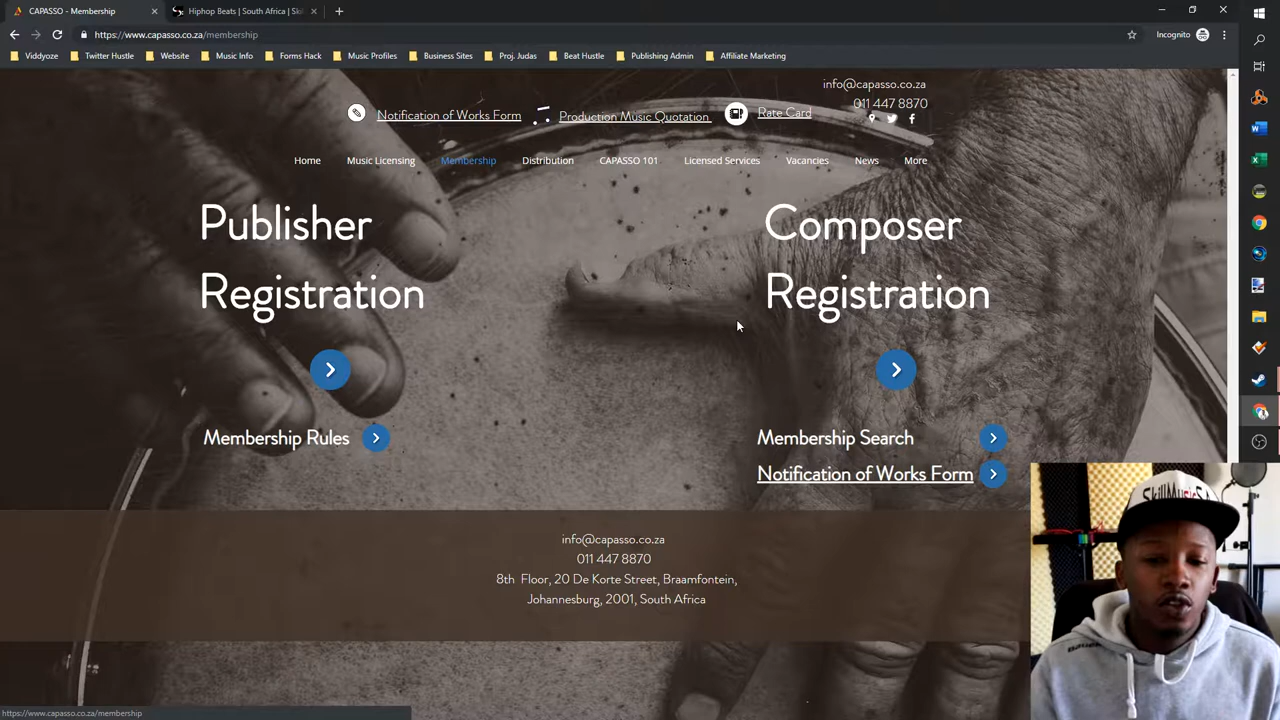 CAPASSO - Membership
Hiphop Beats | South Africa | Ski
https://www.capasso.co.za/membership
Incognito
Viddyoze
Twitter Hustle
Website
Music Info
Forms Hack
Music Profiles
Business Sites
Proj. Judas
Beat Hustle
Publishing Admin
Affiliate Marketing
info@capasso.co.za
011 447 8870
Notification of Works Form
Production Music Quotation
Rate Card
Home
Music Licensing
Membership
Distribution
CAPASSO 101
Licensed Services
Vacancies
News
More
Publisher
Registration
Composer
Registration
Membership Rules
Membership Search
Notification of Works Form
info@capasso.co.za
011 447 8870
8th Floor, 20 De Korte Street, Braamfontein,
Johannesburg, 2001, South Africa
SkillMusicSA
https://www.capasso.co.za/membership